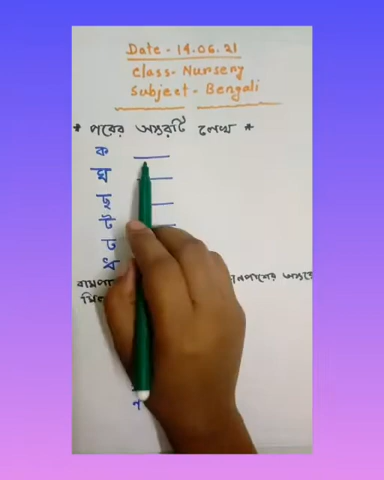 Date - 14.06.21
Class- Nursery
Subject - Bengali
* পরের অক্ষরটি লেখ *
ক
ঘ
ছ
ট
ঢ
ধ